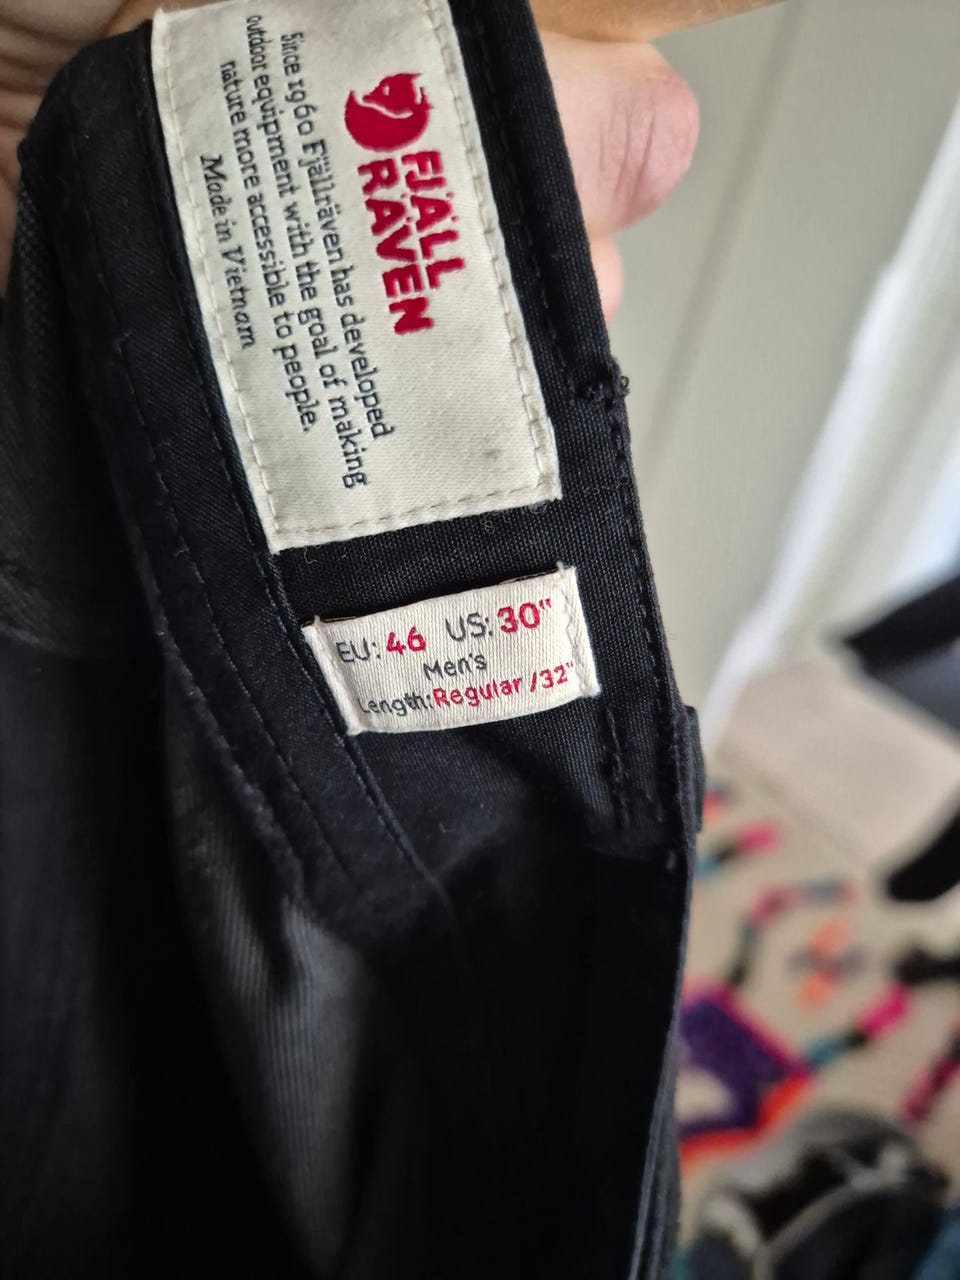 FJÄLL
RÄVEN
Since 1960 Fjällräven has developed
outdoor equipment with the goal of making
nature more accessible to people.
Made in Vietnam
EU: 46 US: 30"
Men's
Length: Regular /32"